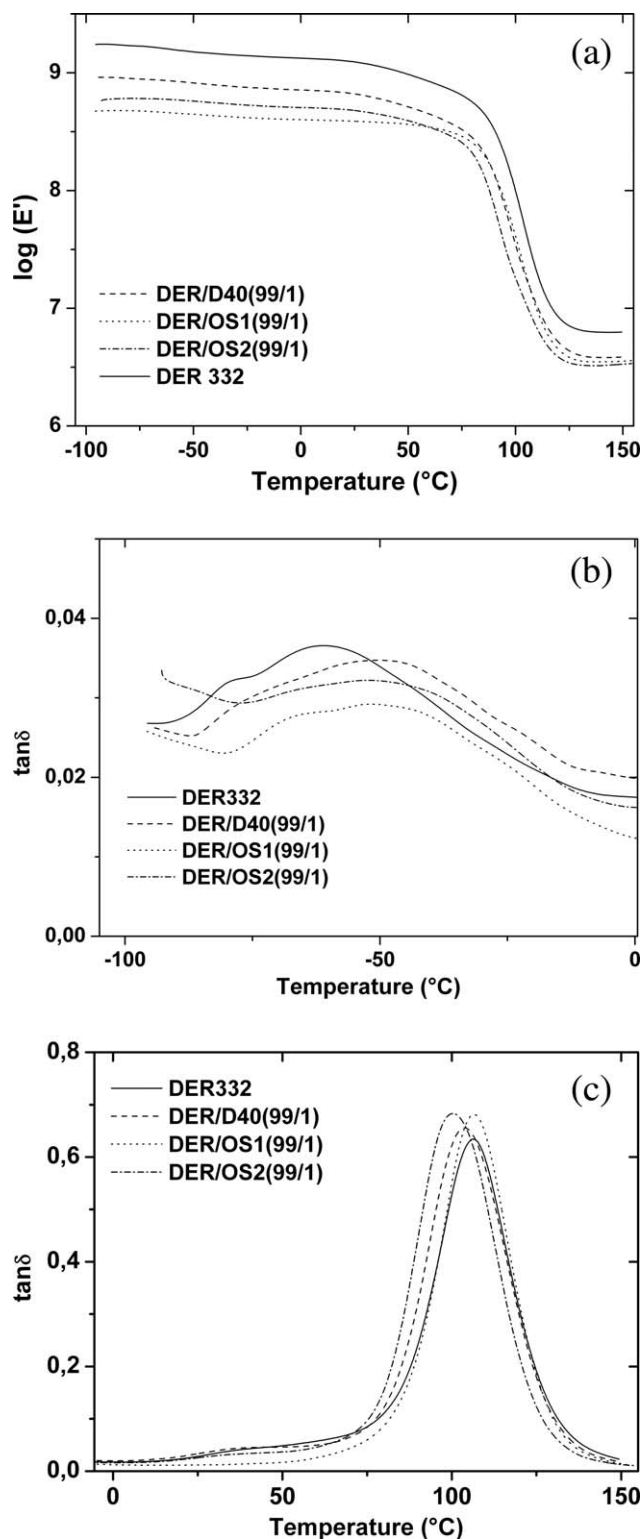 (a)
9
8
7
6
log (E')
DER/D40(99/1)
DER/OS1(99/1)
DER/OS2(99/1)
DER 332
-100 -50 0 50 100 150
Temperature (°C)
(b)
0,04
0,02
0,00
tanδ
DER332
DER/D40(99/1)
DER/OS1(99/1)
DER/OS2(99/1)
-100 -50 0
Temperature (°C)
(c)
0,8
0,6
0,4
0,2
0,0
tanδ
DER332
DER/D40(99/1)
DER/OS1(99/1)
DER/OS2(99/1)
0 50 100 150
Temperature (°C)